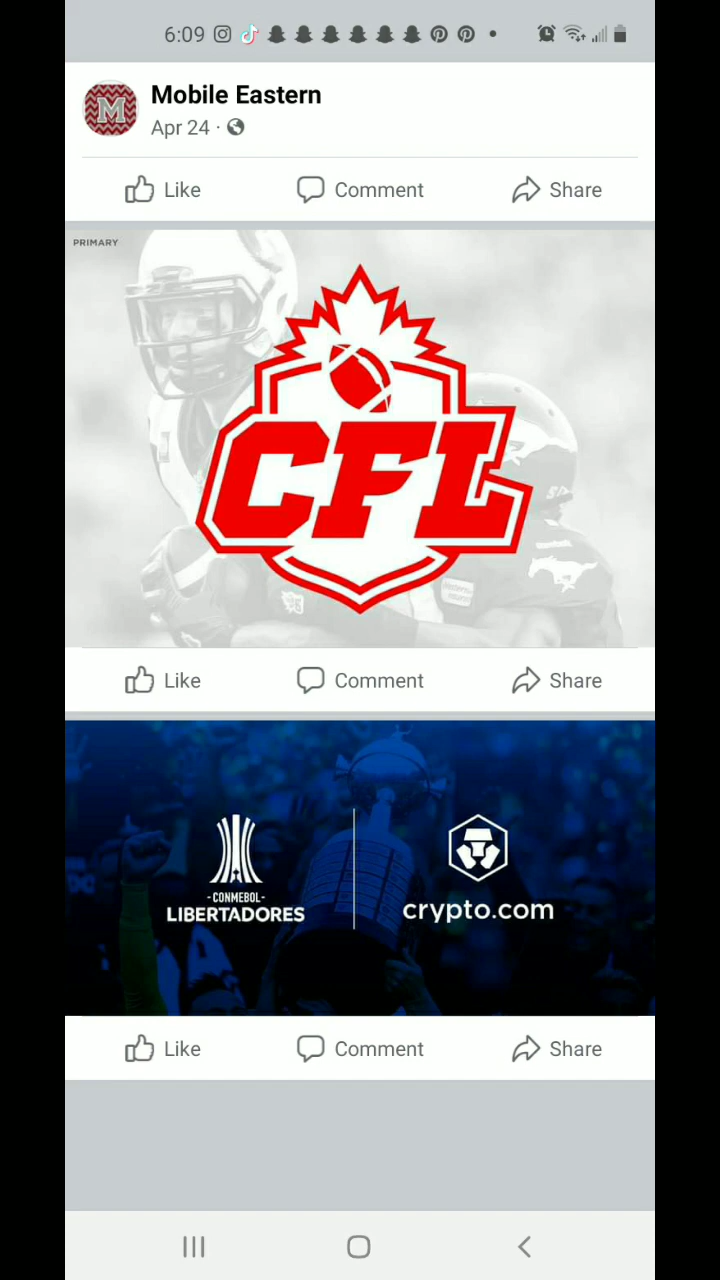 6:09
M
Mobile Eastern
Apr 24 ·
Like Comment Share
PRIMARY
CFL
Like Comment Share
- CONMEBOL -
LIBERTADORES
crypto.com
Like Comment Share